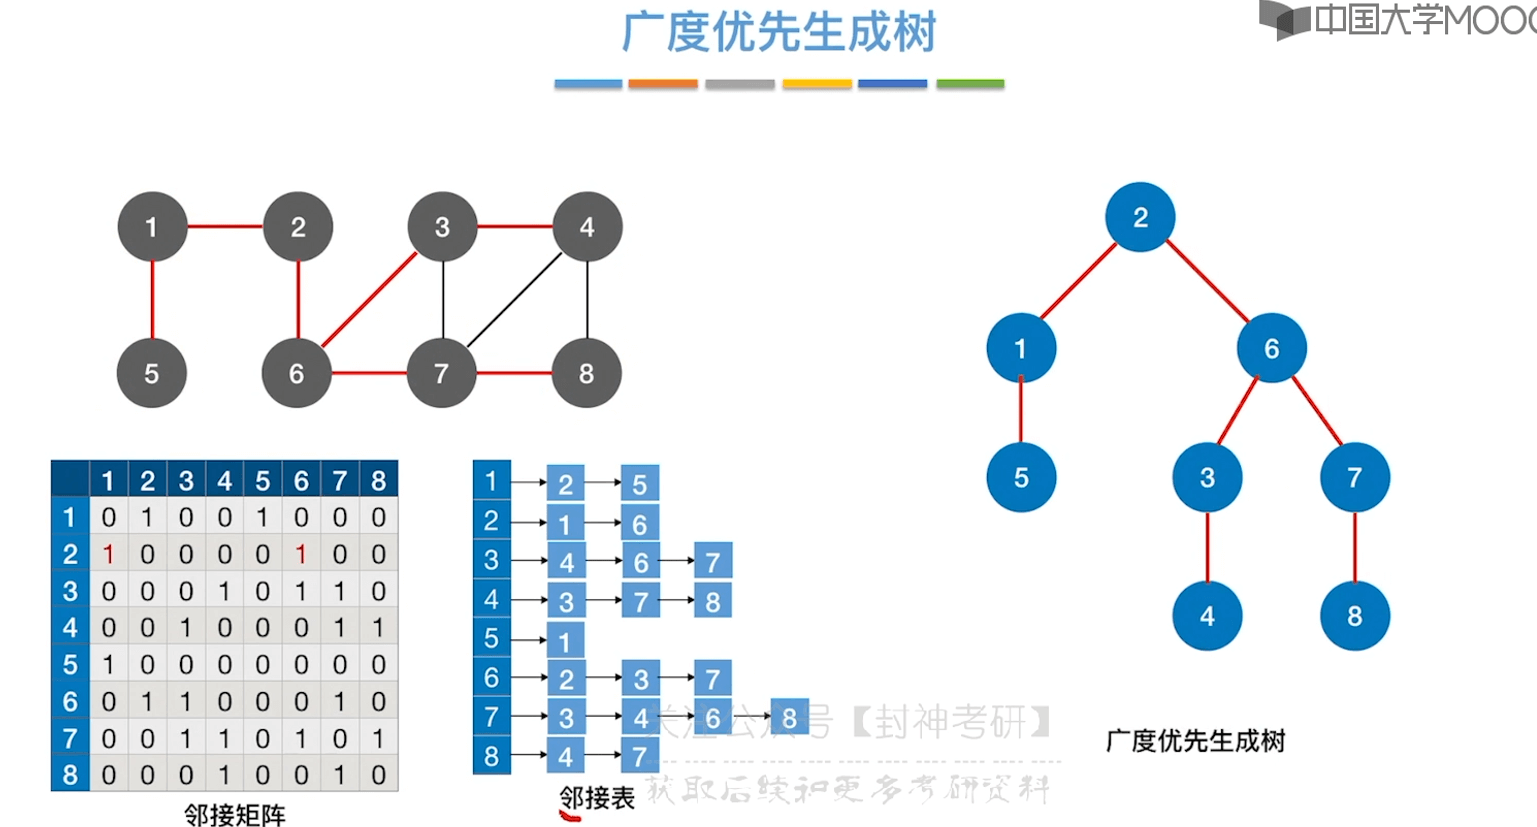 中国大学MOOC
广度优先生成树
1 2 3 4
5 6 7 8
2
1 6
5 3 7
4 8
1 2 3 4 5 6 7 8
1 0 1 0 0 1 0 0 0
2 1 0 0 0 0 1 0 0
3 0 0 0 1 0 1 1 0
4 0 0 1 0 0 0 1 1
5 1 0 0 0 0 0 0 0
6 0 1 1 0 0 0 1 0
7 0 0 1 1 0 1 0 1
8 0 0 0 1 0 0 1 0
邻接矩阵
1 2 5
2 1 6
3 4 6 7
4 3 7 8
5 1
6 2 3 7
7 3 4 6 8
8 4 7
邻接表
关注公众号【封神考研】
获取后续和更多考研资料
广度优先生成树